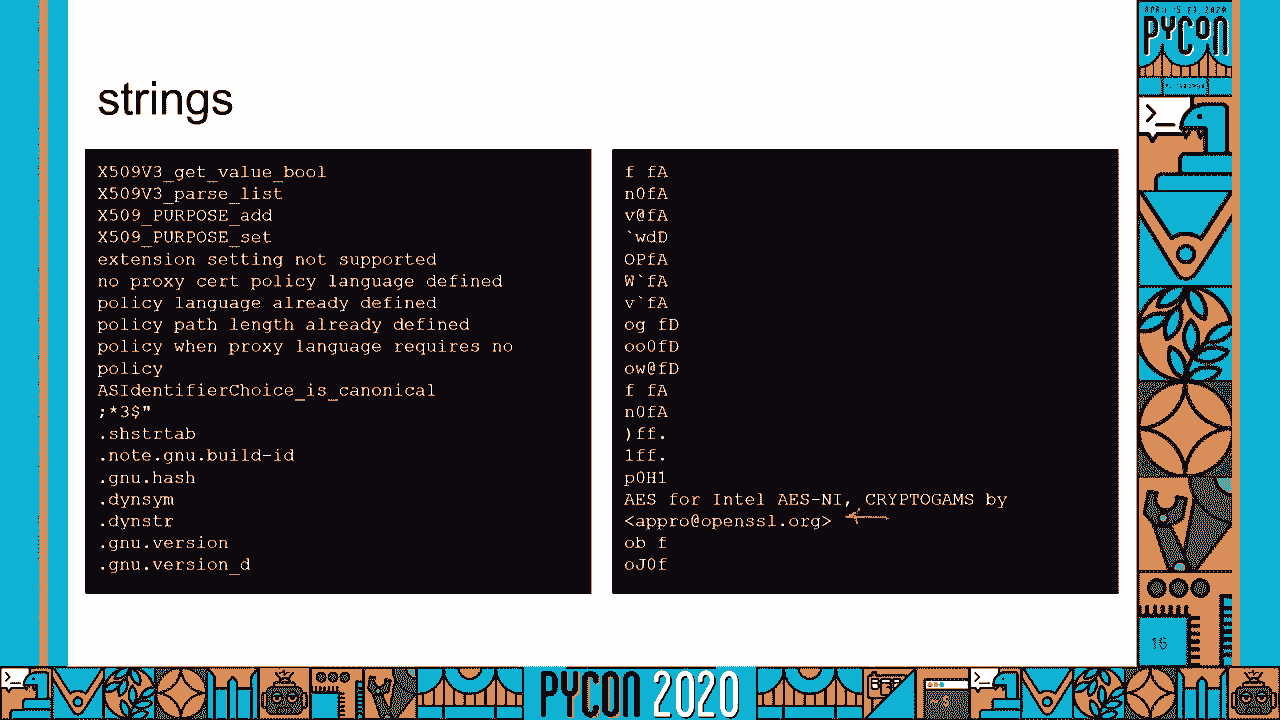 strings
X509V3_get_value_bool
X509V3_parse_list
X509_PURPOSE_add
X509_PURPOSE_set
extension setting not supported
no proxy cert policy language defined
policy language already defined
policy path length already defined
policy when proxy language requires no
policy
ASIdentifierChoice_is_canonical
;*3$"
.shstrtab
.note.gnu.build-id
.gnu.hash
.dynsym
.dynstr
.gnu.version
.gnu.version_d
f fA
n0fA
v@fA
`wdD
OPfA
W`fA
v`fA
og fD
oo0fD
ow@fD
f fA
n0fA
)ff.
1ff.
p0H1
AES for Intel AES-NI, CRYPTOGAMS by
<appro@openssl.org>
ob f
oJ0f
PYCON
16
PYCON 2020